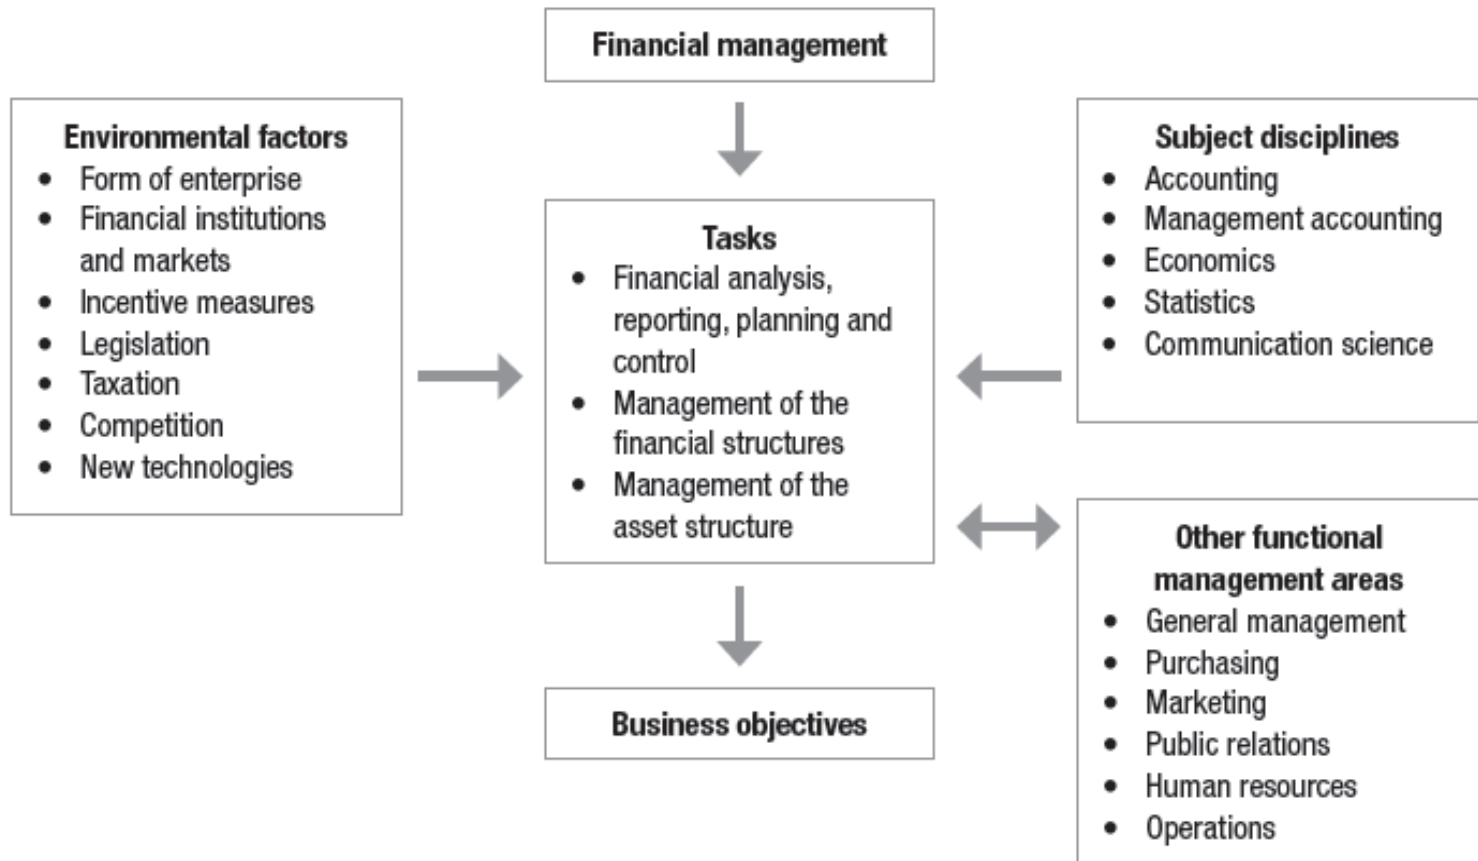 Financial management
Environmental factors
• Form of enterprise
• Financial institutions
and markets
• Incentive measures
• Legislation
• Taxation
• Competition
• New technologies
Tasks
• Financial analysis,
reporting, planning and
control
• Management of the
financial structures
• Management of the
asset structure
Subject disciplines
• Accounting
• Management accounting
• Economics
• Statistics
• Communication science
Other functional
management areas
• General management
• Purchasing
• Marketing
• Public relations
• Human resources
• Operations
Business objectives